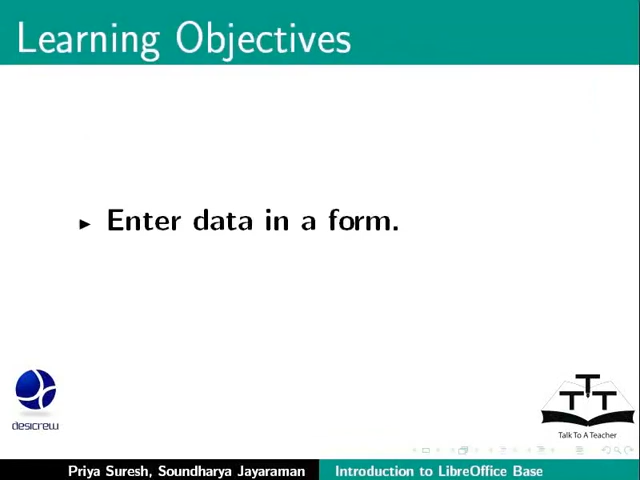 Learning Objectives
Enter data in a form.
desicrew
T
T T
Talk To A Teacher
Priya Suresh, Soundharya Jayaraman
Introduction to LibreOffice Base